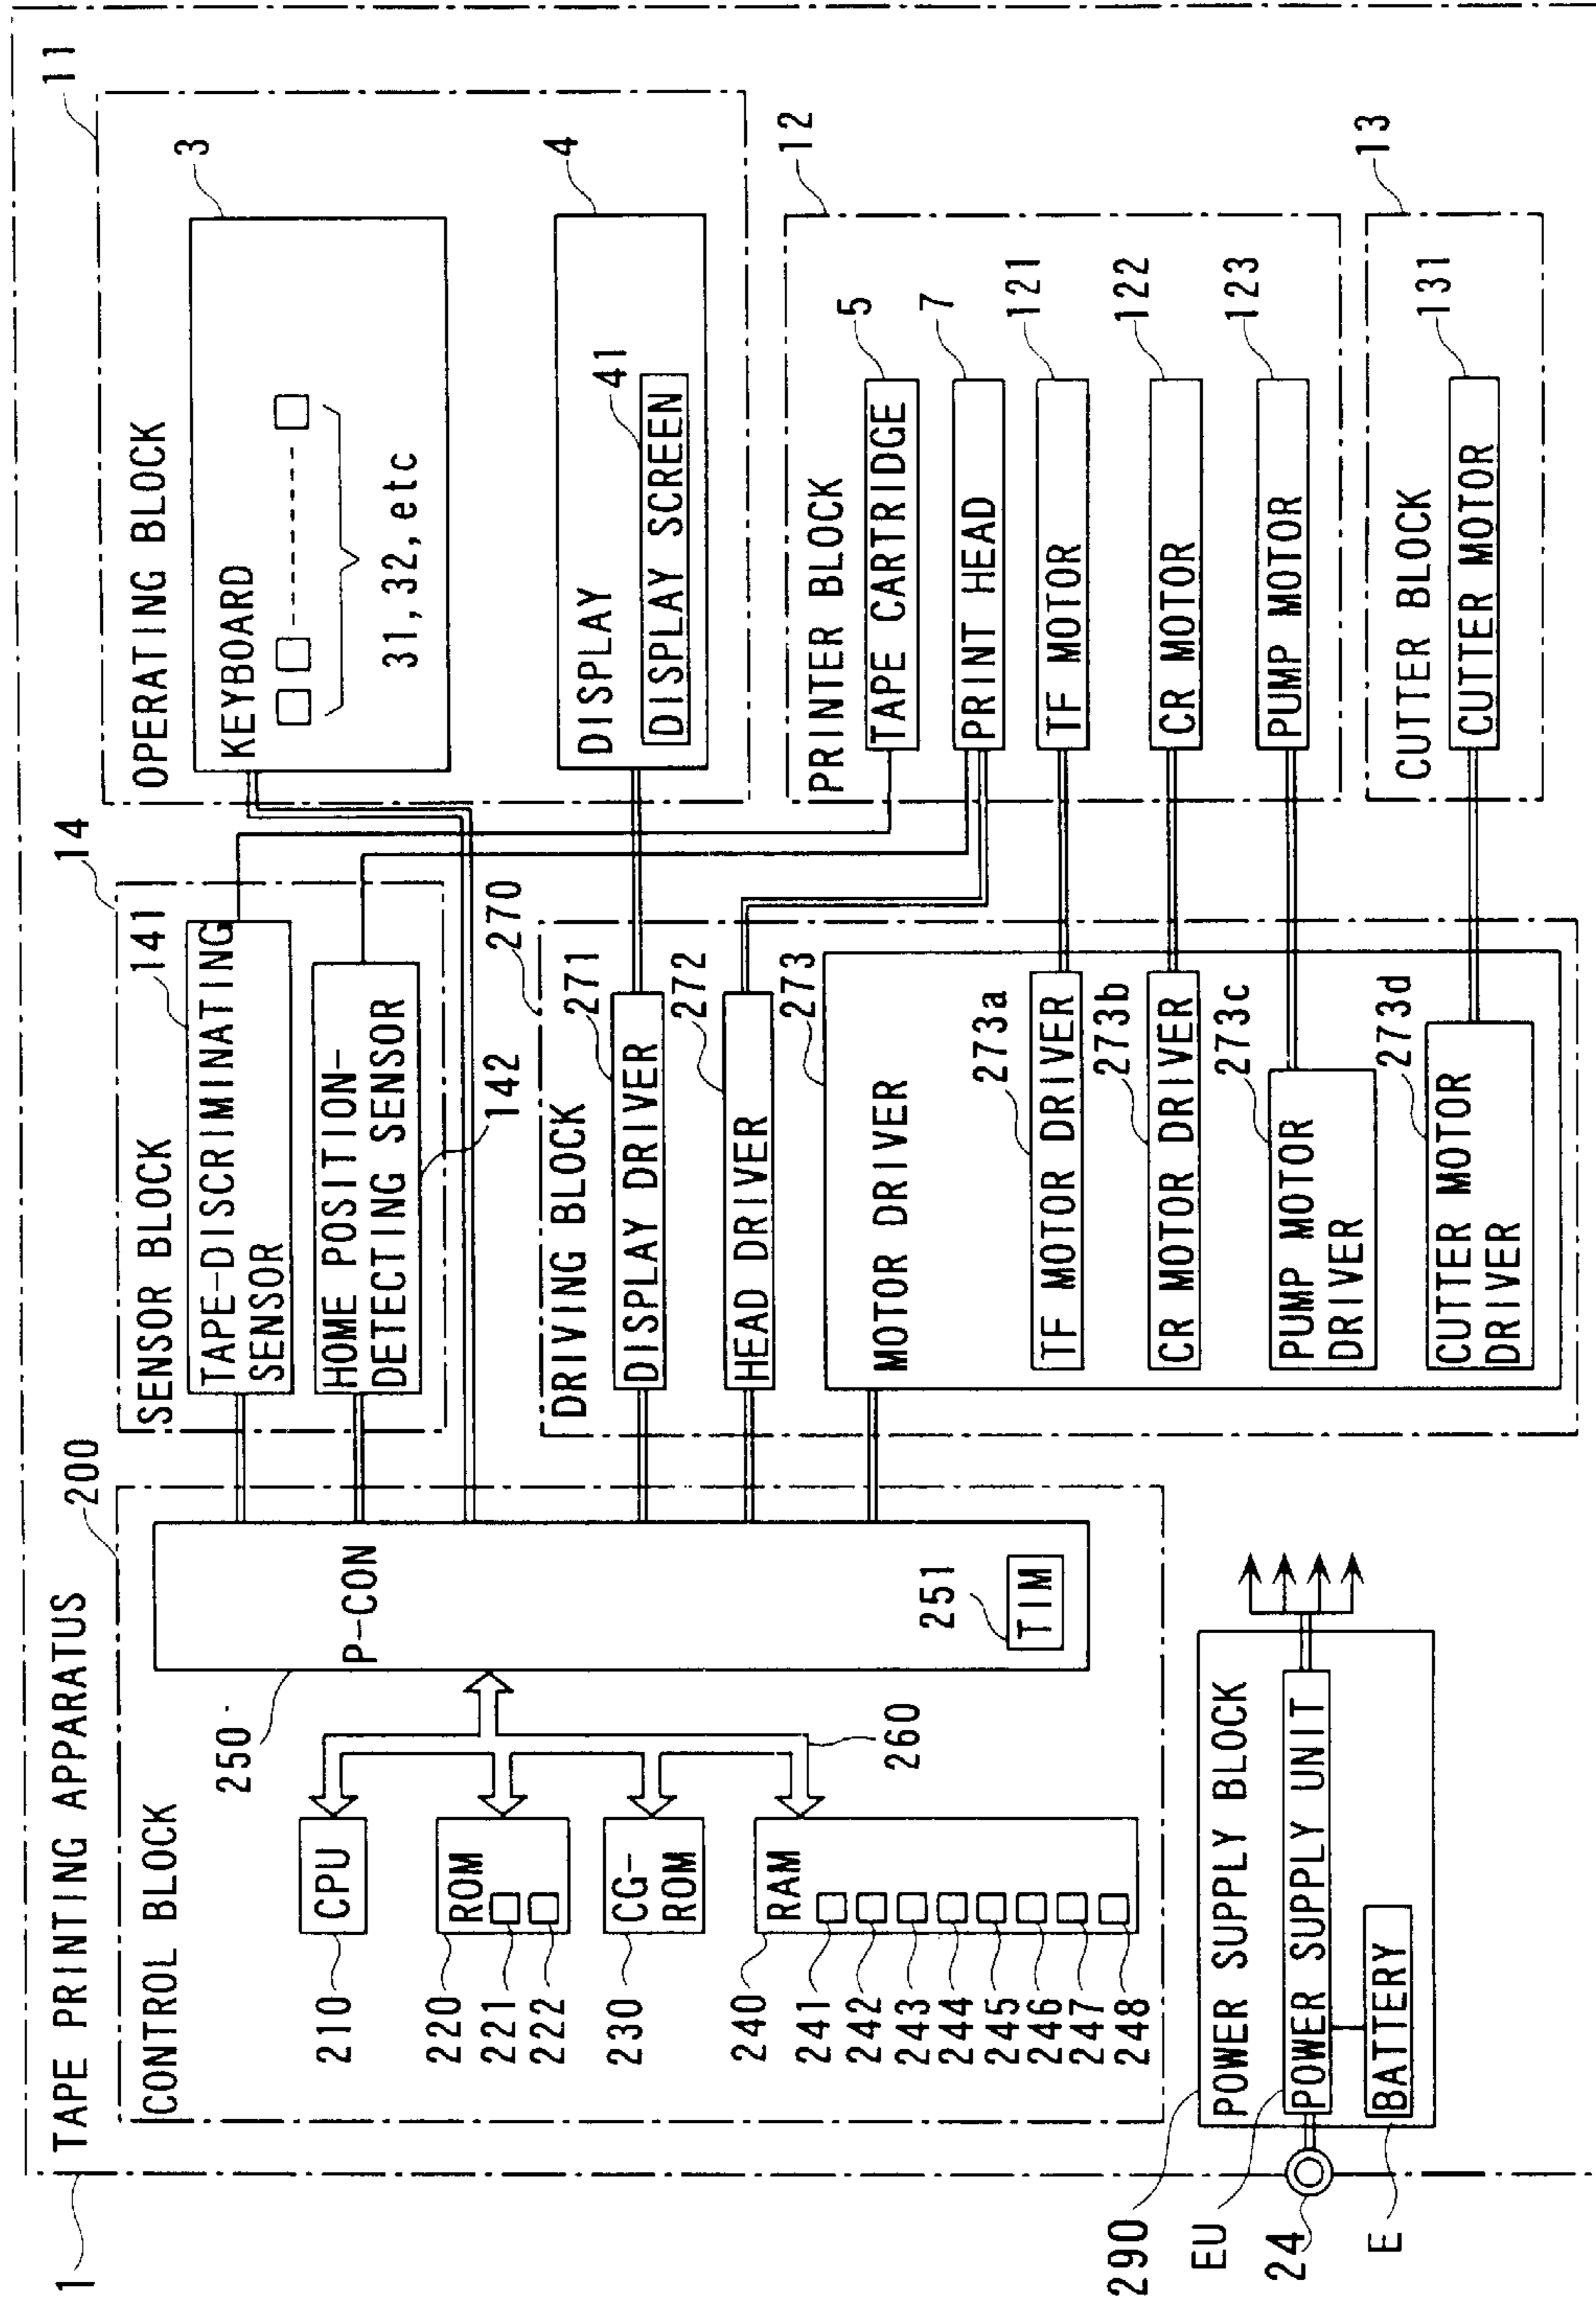 1
TAPE PRINTING APPARATUS
200
CONTROL BLOCK
210
CPU
220
ROM
221
222
230
CG-
ROM
240
RAM
241
242
243
244
245
246
247
248
250
P-CON
251
TIM
260
290
POWER SUPPLY BLOCK
EU
POWER SUPPLY UNIT
24
E
BATTERY
14
SENSOR BLOCK
141
TAPE-DISCRIMINATING
SENSOR
HOME POSITION-
DETECTING SENSOR
142
270
DRIVING BLOCK
271
DISPLAY DRIVER
272
HEAD DRIVER
273
MOTOR DRIVER
273a
TF MOTOR DRIVER
273b
CR MOTOR DRIVER
273c
PUMP MOTOR
DRIVER
273d
CUTTER MOTOR
DRIVER
11
OPERATING BLOCK
3
KEYBOARD
31,32,etc
4
DISPLAY
41
DISPLAY SCREEN
12
PRINTER BLOCK
5
TAPE CARTRIDGE
7
PRINT HEAD
121
TF MOTOR
122
CR MOTOR
123
PUMP MOTOR
13
CUTTER BLOCK
131
CUTTER MOTOR